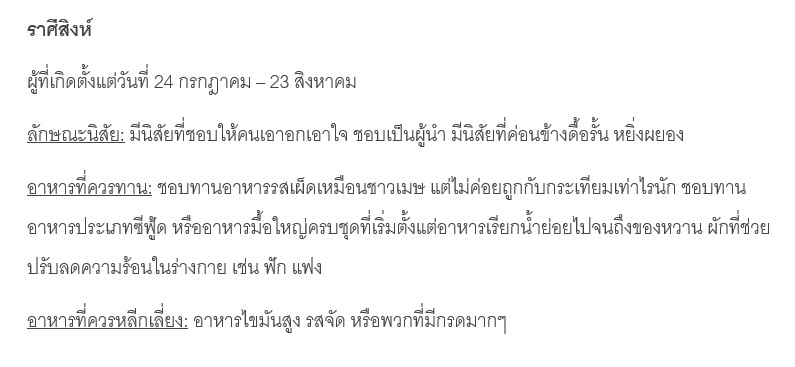 ราศีสิงห์
ผู้ที่เกิดตั้งแต่วันที่ 24 กรกฎาคม – 23 สิงหาคม
ลักษณะนิสัย: มีนิสัยที่ชอบให้คนเอาอกเอาใจ ชอบเป็นผู้นำ มีนิสัยที่ค่อนข้างดื้อรั้น หยิ่งผยอง
อาหารที่ควรทาน: ชอบทานอาหารรสเผ็ดเหมือนชาวเมษ แต่ไม่ค่อยถูกกับกระเทียมเท่าไรนัก ชอบทาน
อาหารประเภทซีฟู้ด หรืออาหารมื้อใหญ่ครบชุดที่เริ่มตั้งแต่อาหารเรียกน้ำย่อยไปจนถึงของหวาน ผักที่ช่วย
ปรับลดความร้อนในร่างกาย เช่น ฟัก แฟง
อาหารที่ควรหลีกเลี่ยง: อาหารไขมันสูง รสจัด หรือพวกที่มีกรดมากๆ